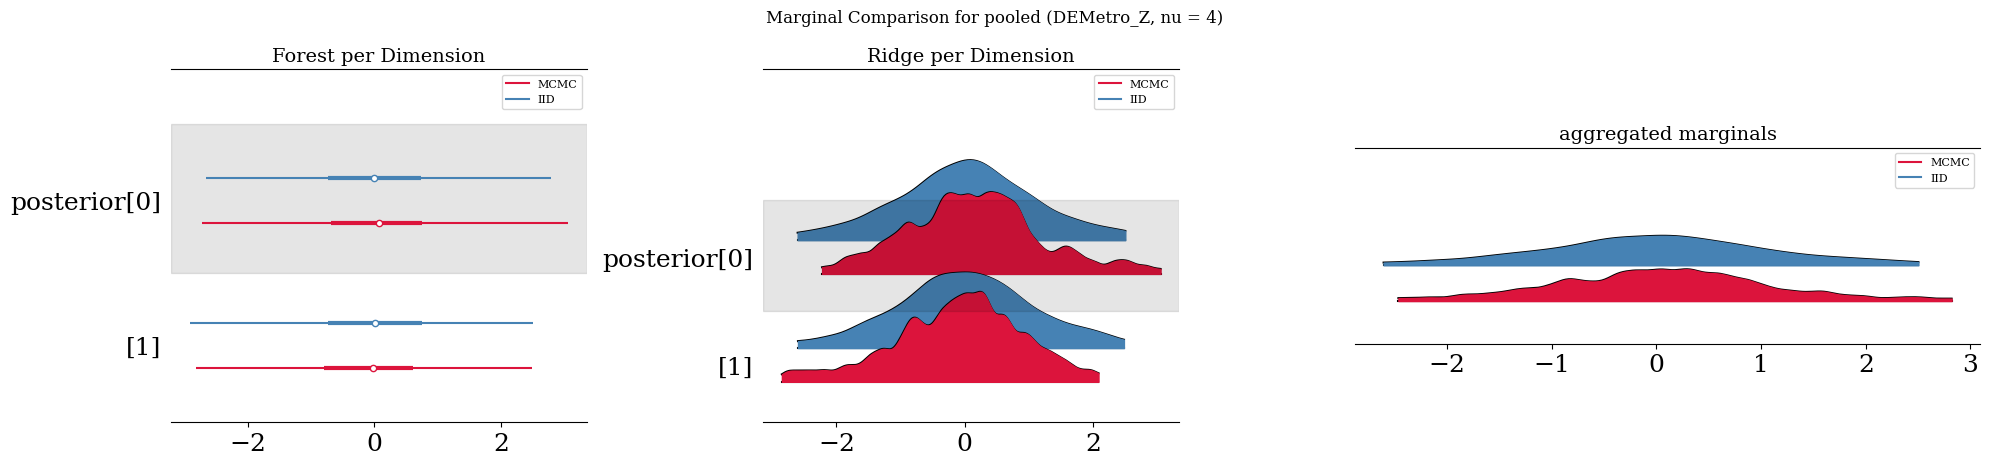 Marginal Comparison for pooled (DEMetro_Z, nu = 4)
Forest per Dimension
MCMC
IID
posterior[0]
[1]
−2 0 2
Ridge per Dimension
MCMC
IID
posterior[0]
[1]
−2 0 2
aggregated marginals
MCMC
IID
−2 −1 0 1 2 3